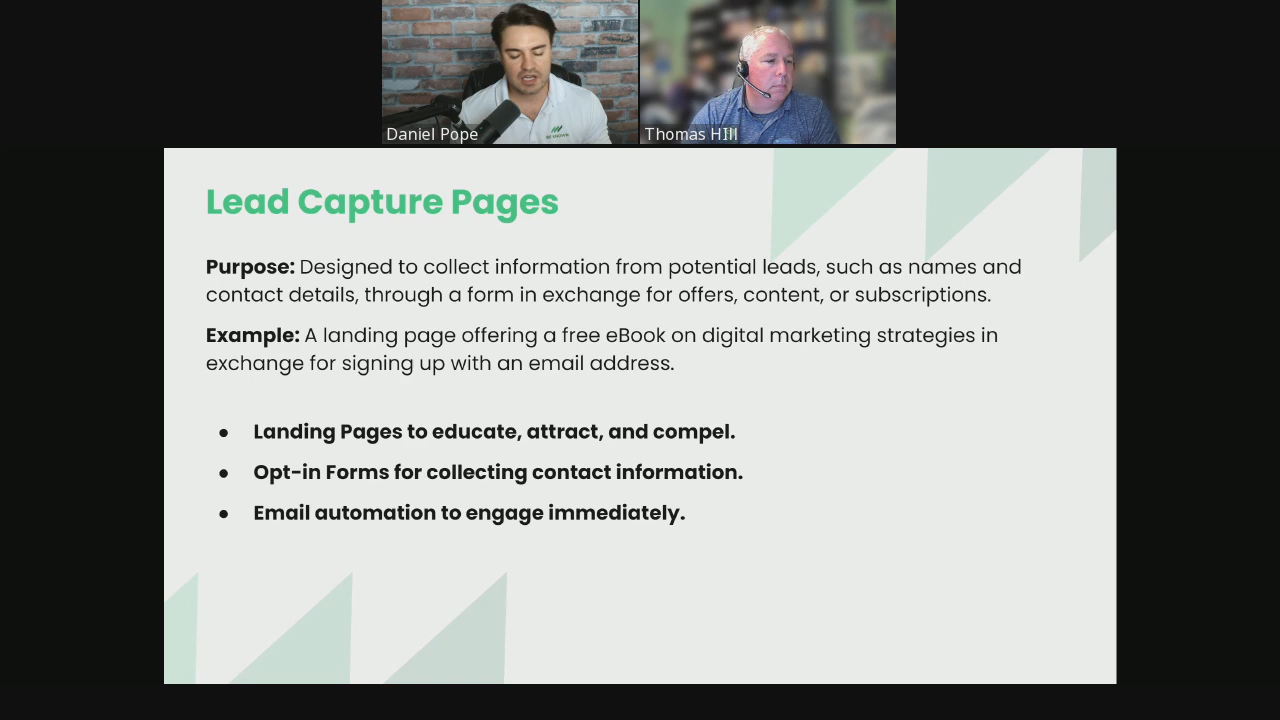 Daniel Pope
Thomas HIll
Lead Capture Pages
Purpose: Designed to collect information from potential leads, such as names and
contact details, through a form in exchange for offers, content, or subscriptions.
Example: A landing page offering a free eBook on digital marketing strategies in
exchange for signing up with an email address.
● Landing Pages to educate, attract, and compel.
● Opt-in Forms for collecting contact information.
● Email automation to engage immediately.